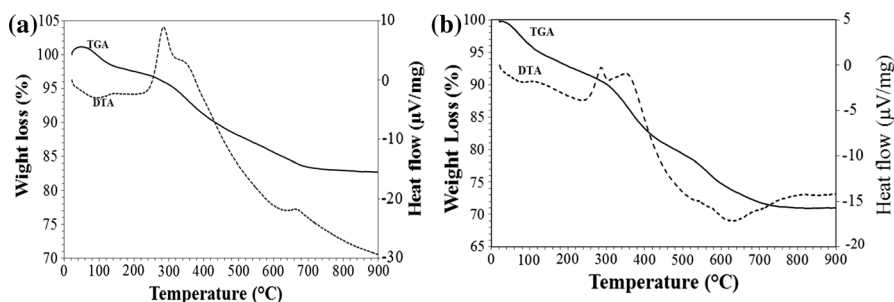 (a)
105
100
95
90
85
80
75
70
Wight loss (%)
TGA
DTA
10
0
-10
-20
-30
Heat flow (μV/mg)
0 100 200 300 400 500 600 700 800 900
Temperature (°C)
(b)
100
95
90
85
80
75
70
65
Weight Loss (%)
TGA
DTA
5
0
-5
-10
-15
-20
Heat flow (μV/mg)
0 100 200 300 400 500 600 700 800 900
Temperature (°C)